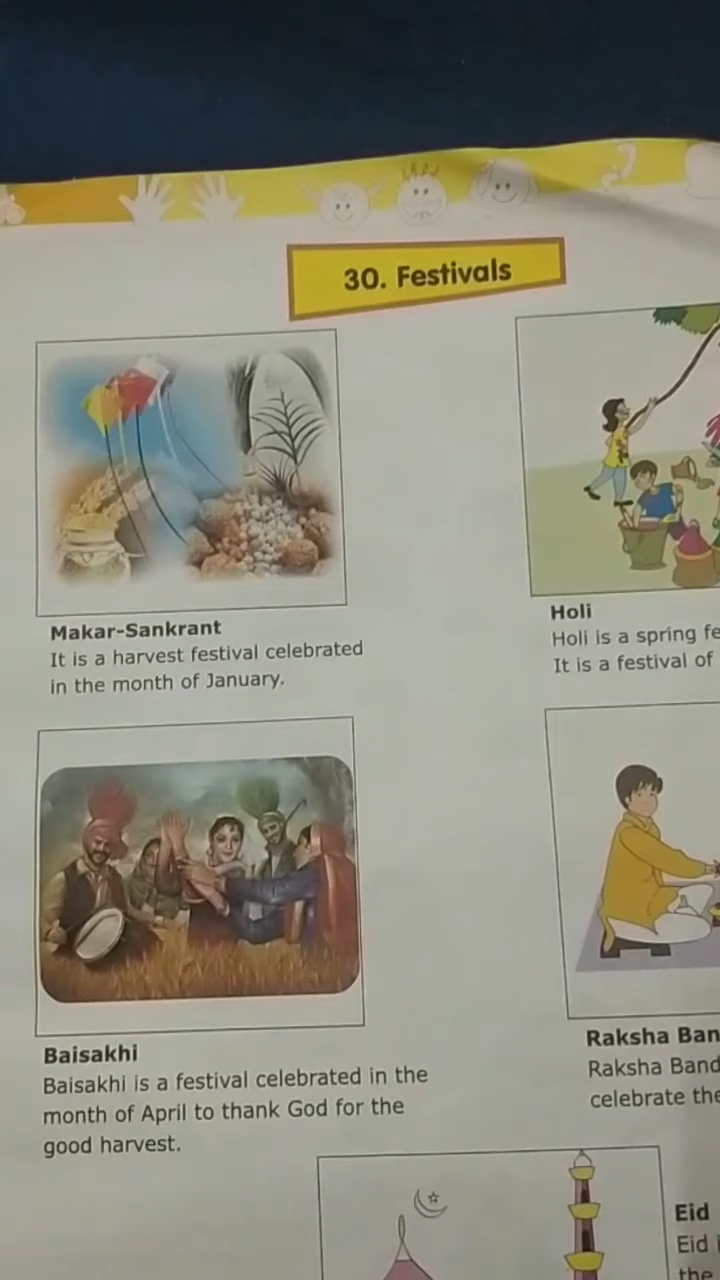 30. Festivals
Makar-Sankrant
It is a harvest festival celebrated
in the month of January.
Holi
Holi is a spring fe
It is a festival of
Baisakhi
Baisakhi is a festival celebrated in the
month of April to thank God for the
good harvest.
Raksha Ban
Raksha Band
celebrate the
Eid
Eid i
the